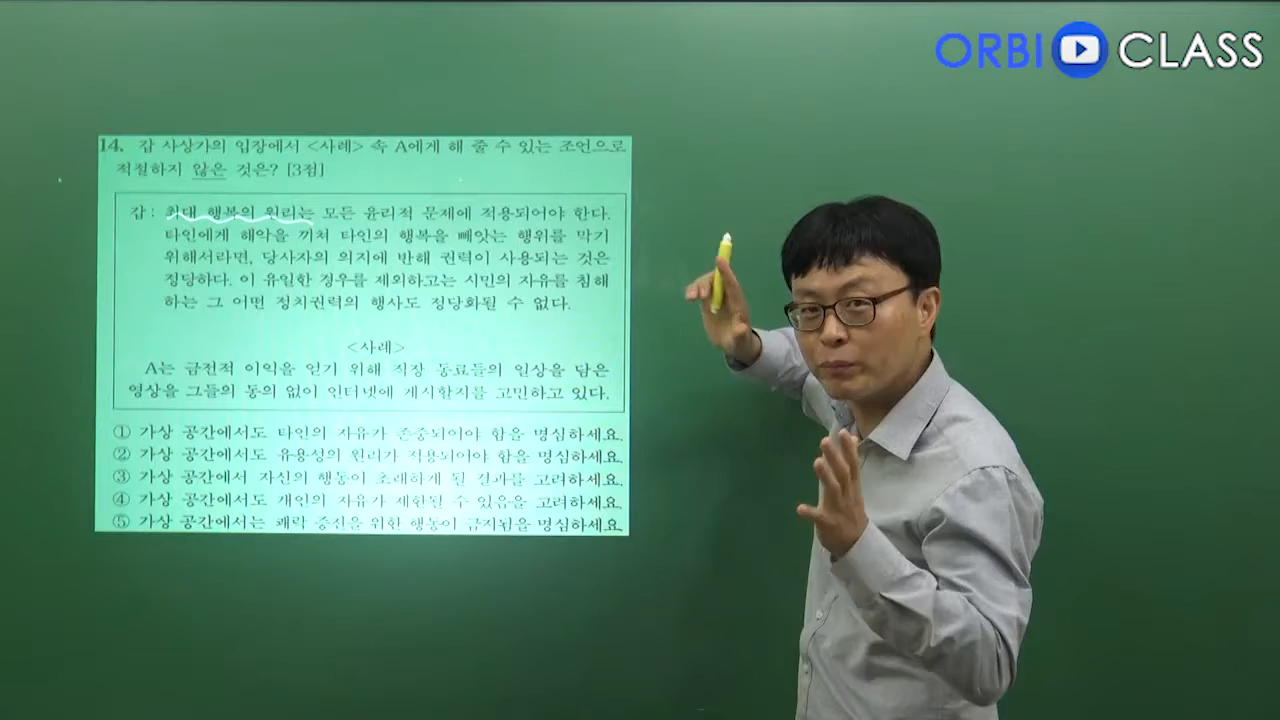 ORBI CLASS
14. 갑 사상가의 입장에서 <사례> 속 A에게 해 줄 수 있는 조언으로
적절하지 않은 것은? [3점]
갑 : 최대 행복의 원리는 모든 윤리적 문제에 적용되어야 한다.
타인에게 해악을 끼쳐 타인의 행복을 빼앗는 행위를 막기
위해서라면, 당사자의 의지에 반해 권력이 사용되는 것은
정당하다. 이 유일한 경우를 제외하고는 시민의 자유를 침해
하는 그 어떤 정치권력의 행사도 정당화될 수 없다.
<사례>
A는 금전적 이익을 얻기 위해 직장 동료들의 일상을 담은
영상을 그들의 동의 없이 인터넷에 게시할지를 고민하고 있다.
① 가상 공간에서도 타인의 자유가 존중되어야 함을 명심하세요.
② 가상 공간에서도 유용성의 원리가 적용되어야 함을 명심하세요.
③ 가상 공간에서 자신의 행동이 초래하게 될 결과를 고려하세요.
④ 가상 공간에서도 개인의 자유가 제한될 수 있음을 고려하세요.
⑤ 가상 공간에서는 쾌락 증진을 위한 행동이 금지됨을 명심하세요.